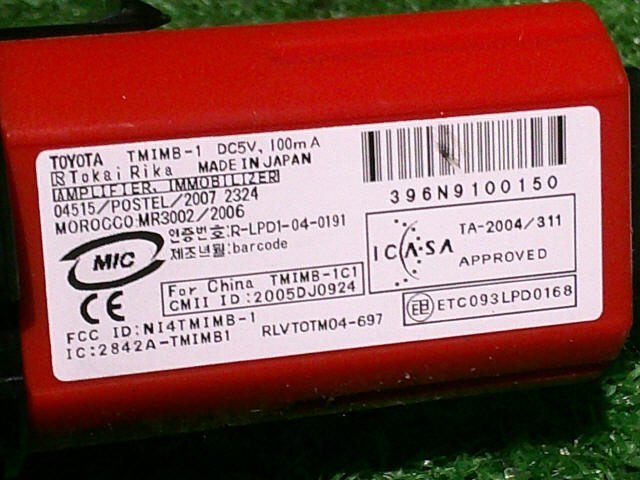 TOYOTA TMIMB-1 DC5V, 100mA
R Tokai Rika MADE IN JAPAN
AMPLIFIER, IMMOBILIZER
04515/POSTEL/2007 2324
MOROCCO:MR3002/2006
MIC
인증번호:R-LPD1-04-0191
제조년월:barcode
CE
For China TMIMB-1C1
CMII ID:2005DJ0924
FCC ID:NI4TMIMB-1
IC:2842A-TMIMB1
RLVTOTM04-697
396N9100150
ICASA
TA-2004/311
APPROVED
ETC093LPD0168